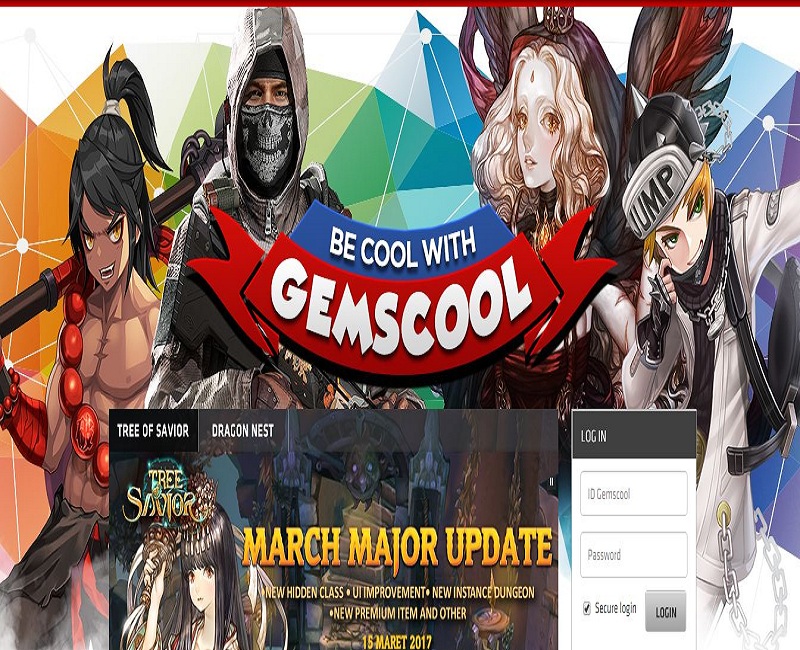 BE COOL WITH
GEMSCOOL
JUMP
TREE OF SAVIOR
DRAGON NEST
LOG IN
TREE
OF
SAVIOR
MARCH MAJOR UPDATE
•NEW HIDDEN CLASS • UI IMPROVEMENT• NEW INSTANCE DUNGEON
•NEW PREMIUM ITEM AND OTHER
15 MARET 2017
ID Gemscool
Password
Secure login
LOGIN